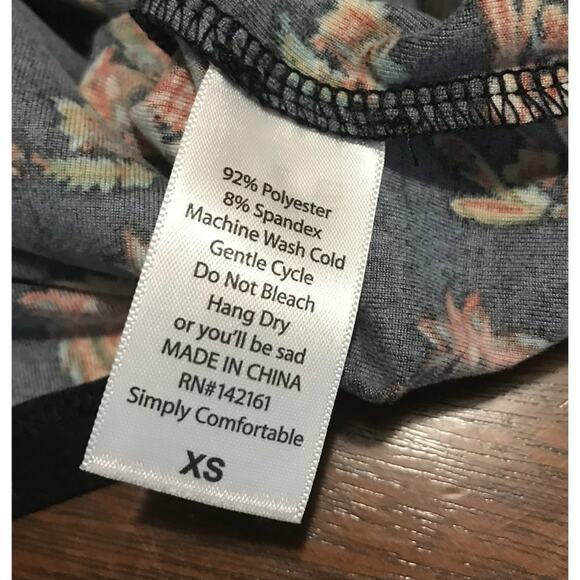 92% Polyester
8% Spandex
Machine Wash Cold
Gentle Cycle
Do Not Bleach
Hang Dry
or you'll be sad
MADE IN CHINA
RN#142161
Simply Comfortable
XS